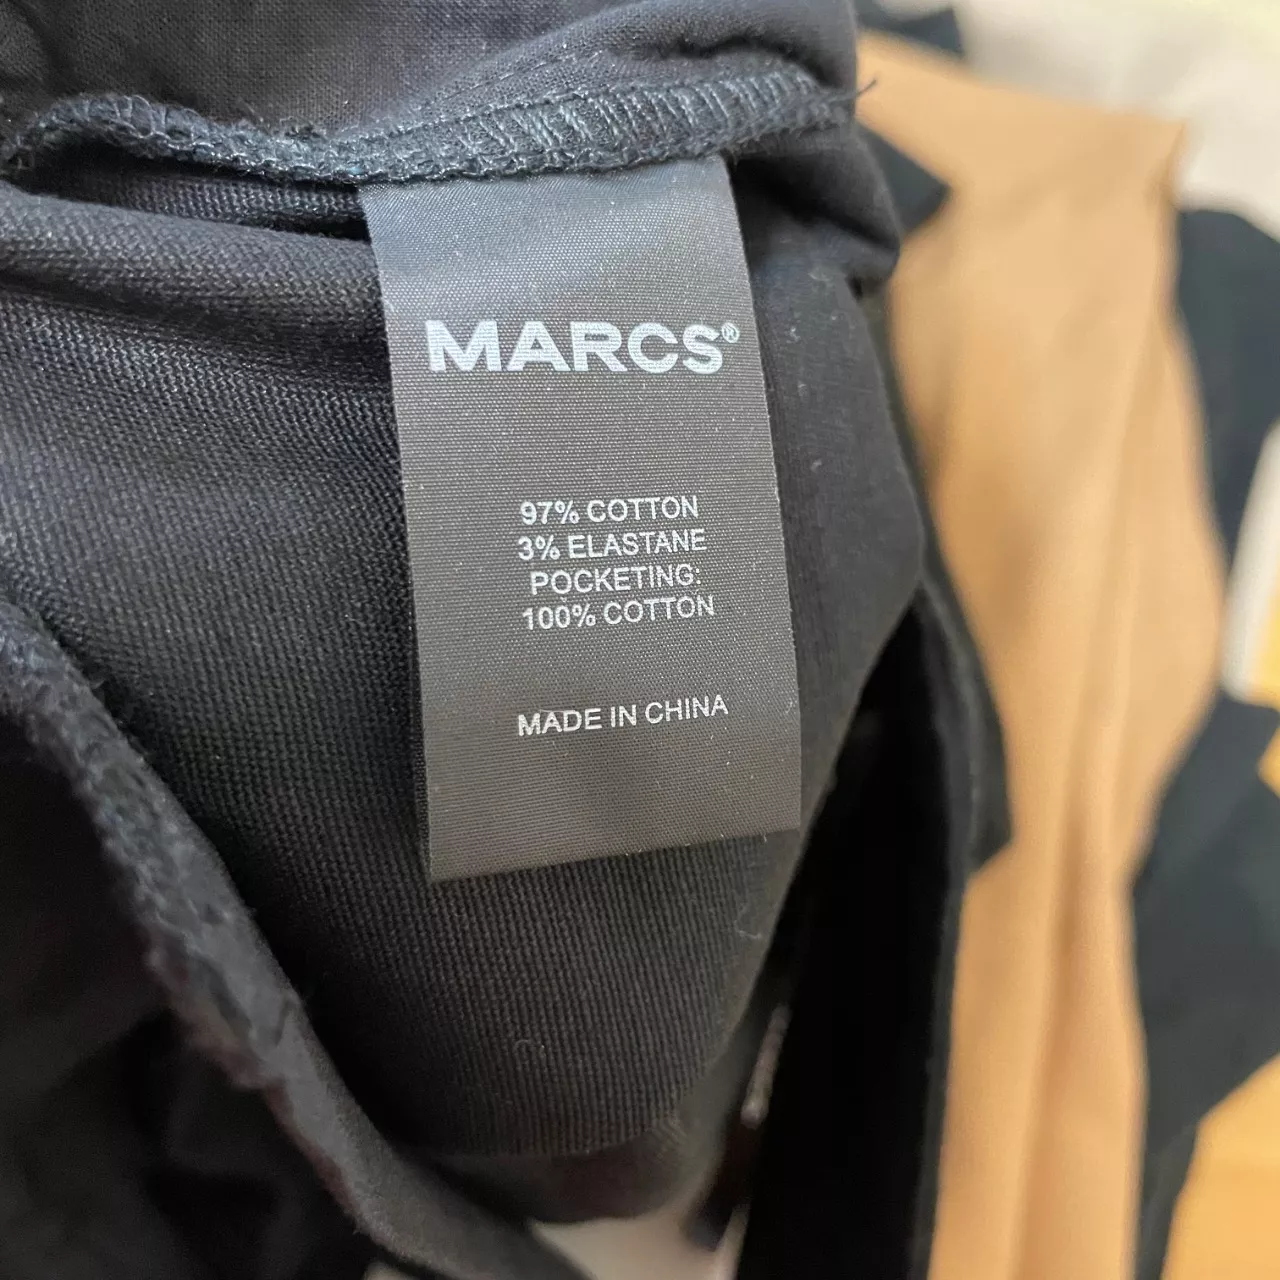 MARCS®
97% COTTON
3% ELASTANE
POCKETING:
100% COTTON
MADE IN CHINA